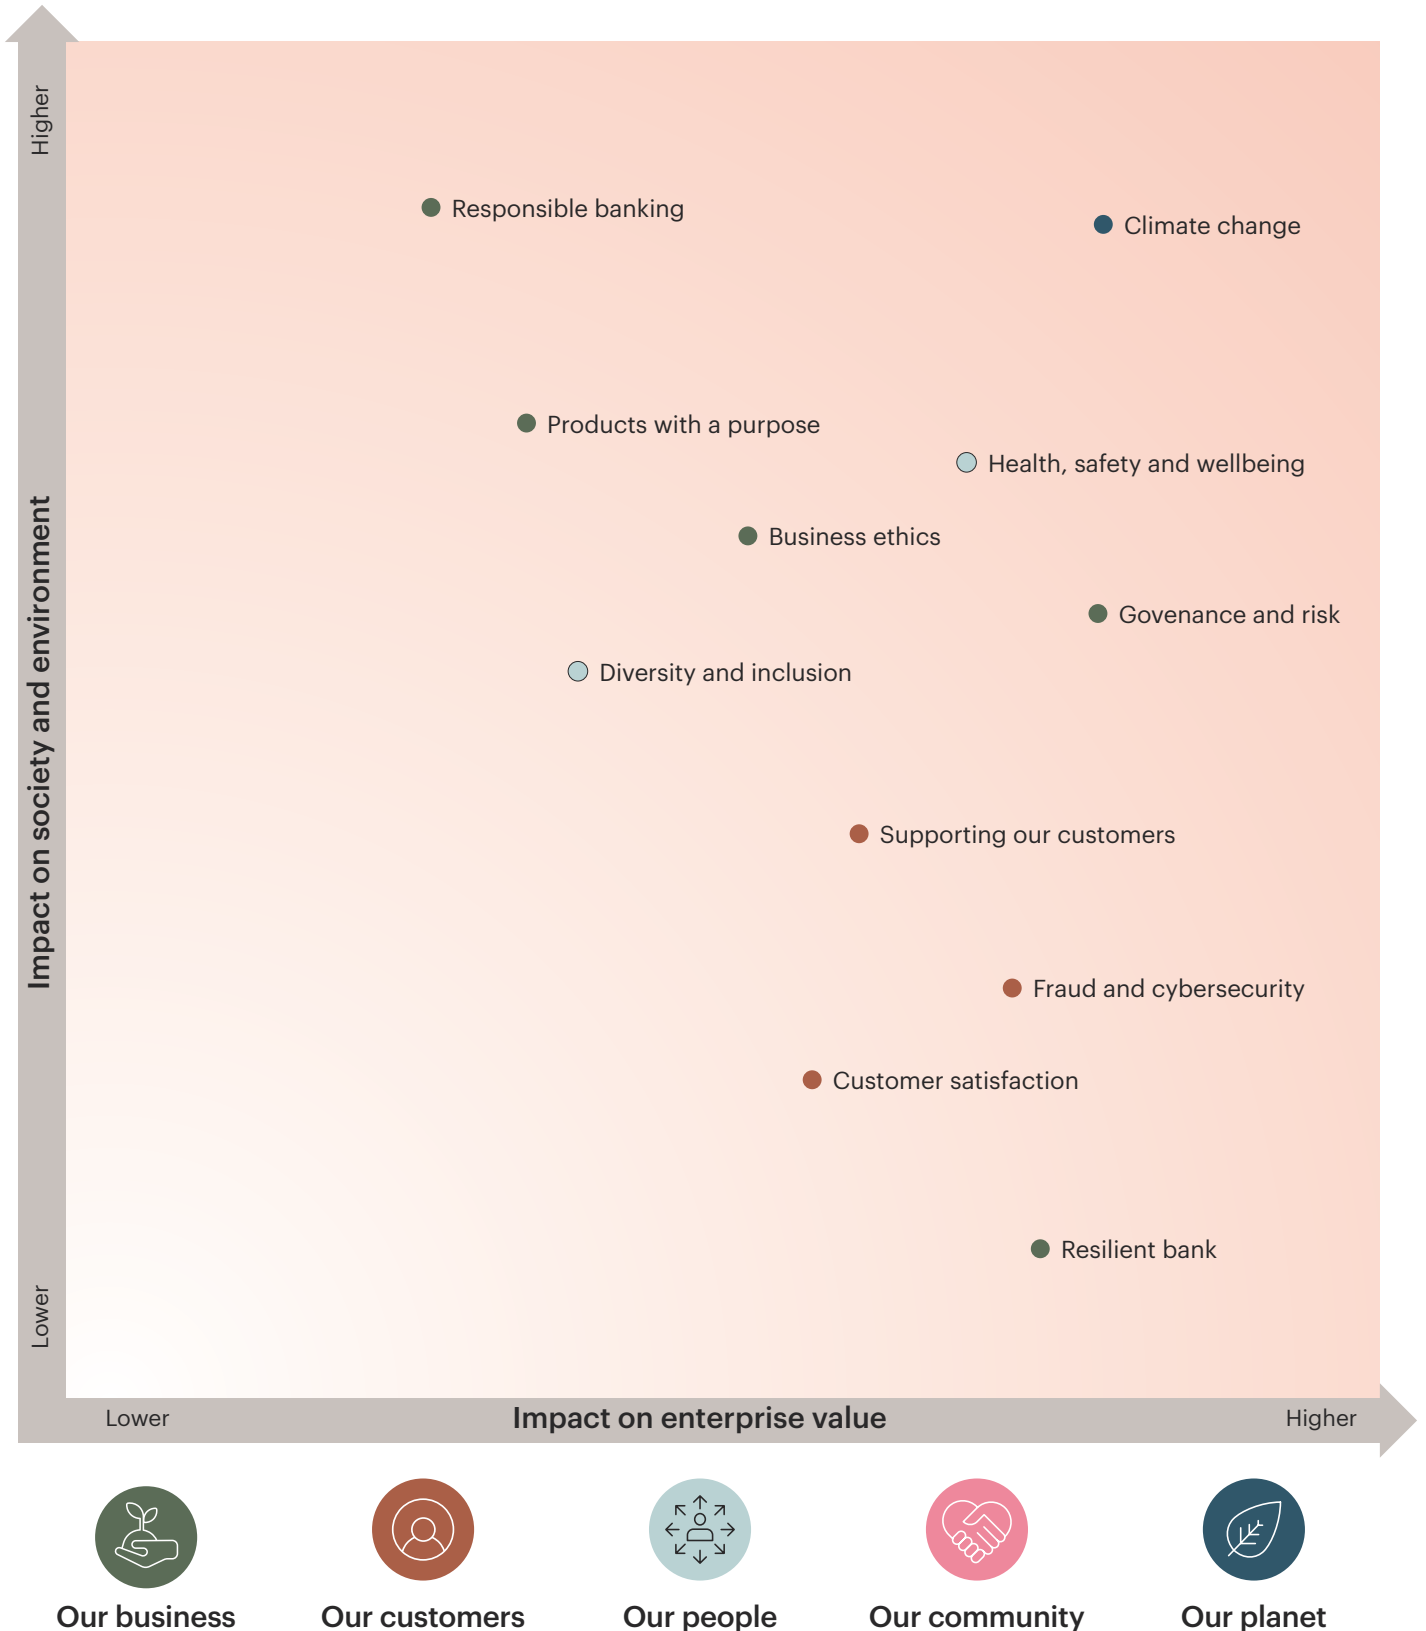 Higher
Responsible banking
Climate change
Products with a purpose
Health, safety and wellbeing
Business ethics
Govenance and risk
Diversity and inclusion
Impact on society and environment
Supporting our customers
Fraud and cybersecurity
Customer satisfaction
Resilient bank
Lower
Lower
Impact on enterprise value
Higher
Our business
Our customers
Our people
Our community
Our planet